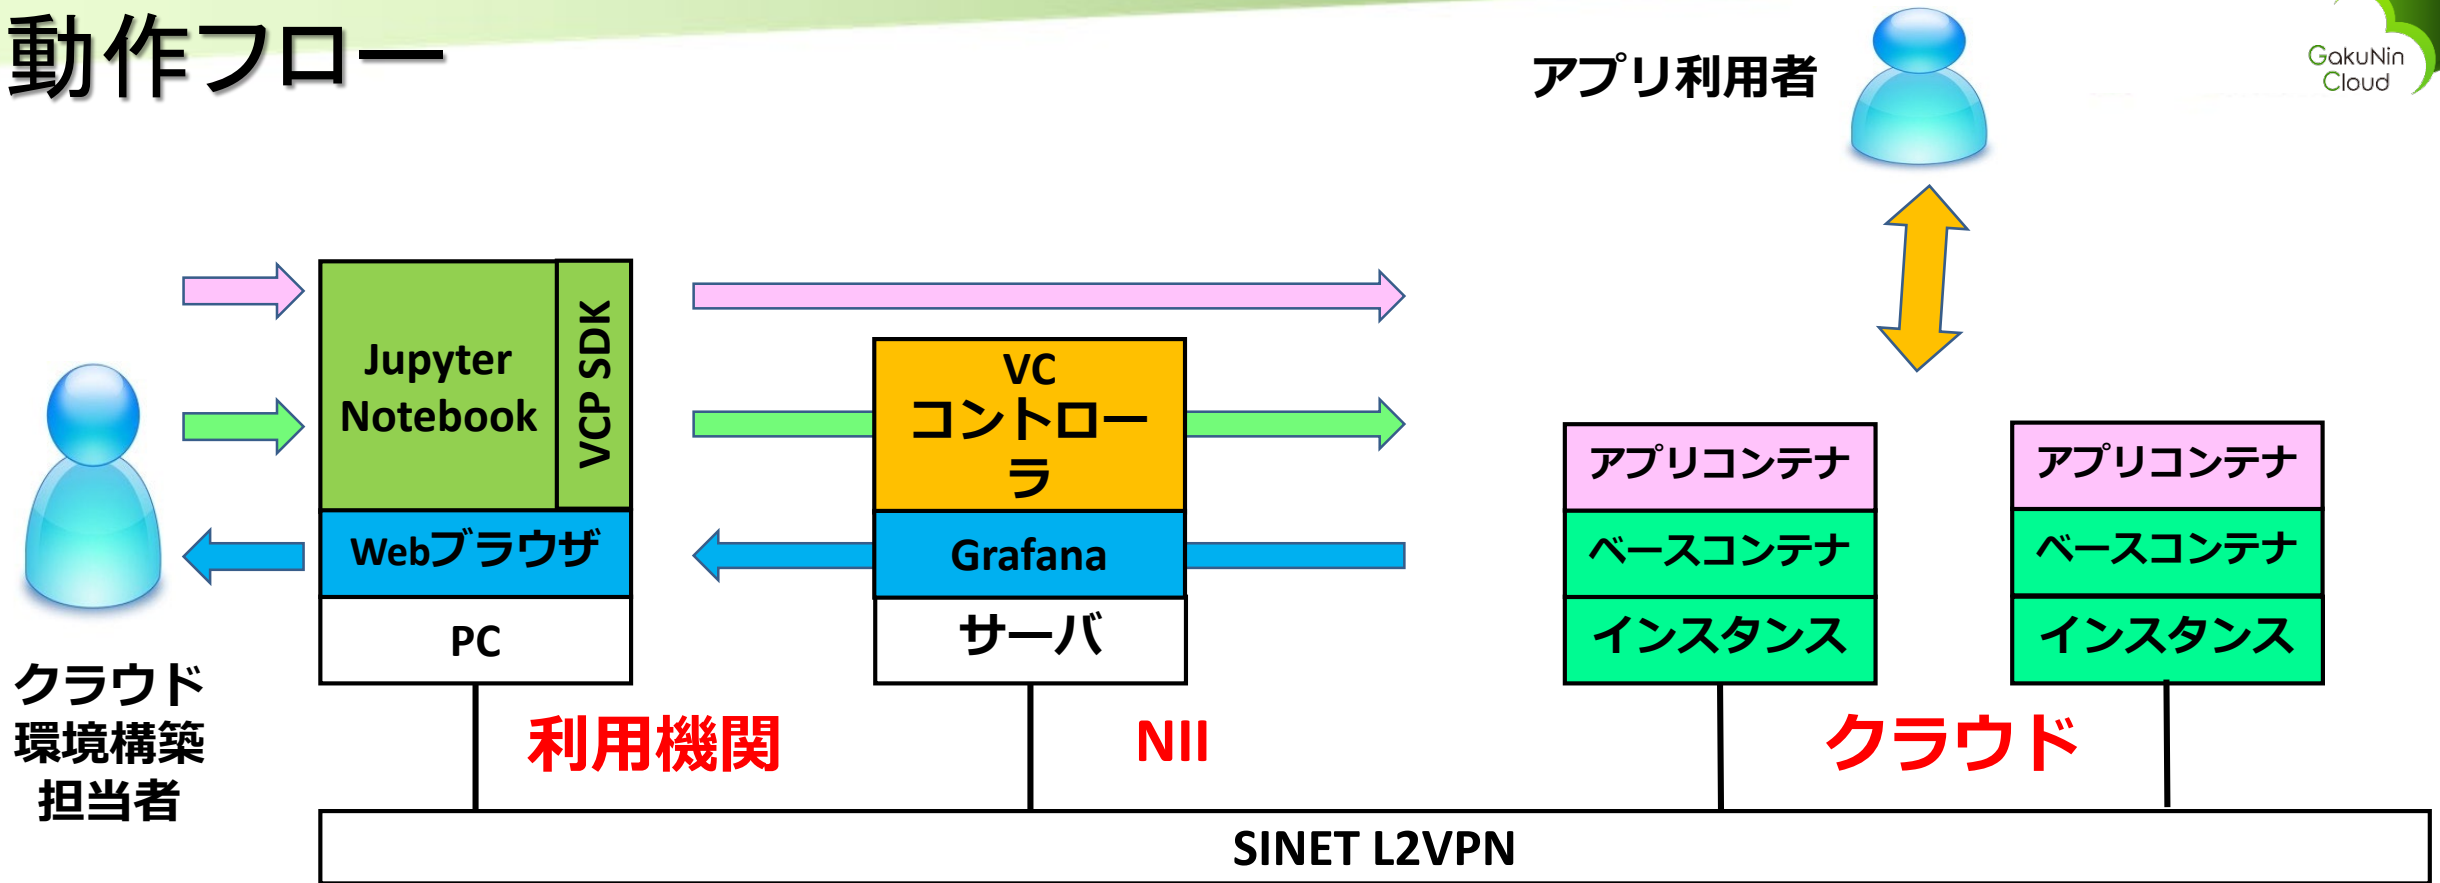 動作フロー
アプリ利用者
GakuNin
Cloud
Jupyter
Notebook
VCP SDK
Webブラウザ
PC
VC
コントロー
ラ
Grafana
サーバ
アプリコンテナ
ベースコンテナ
インスタンス
アプリコンテナ
ベースコンテナ
インスタンス
クラウド
環境構築
担当者
利用機関
NII
クラウド
SINET L2VPN